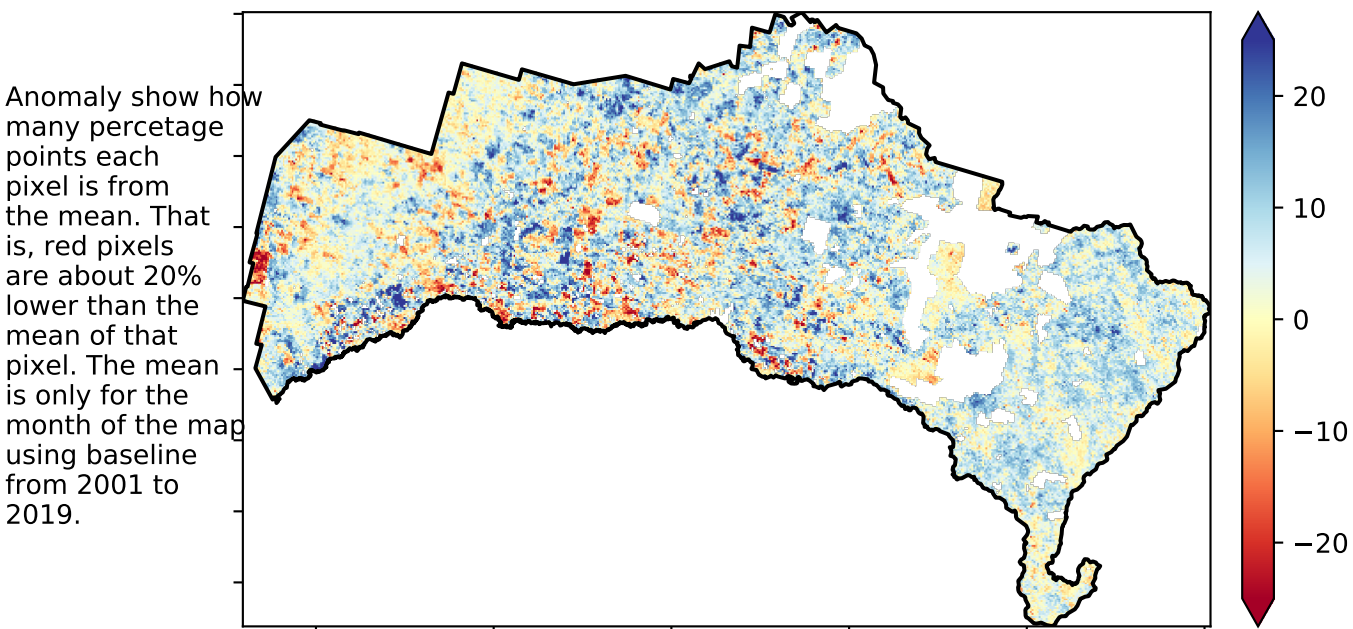 Anomaly show how
many percetage
points each
pixel is from
the mean. That
is, red pixels
are about 20%
lower than the
mean of that
pixel. The mean
is only for the
month of the map
using baseline
from 2001 to
2019.
20
10
0
−10
−20